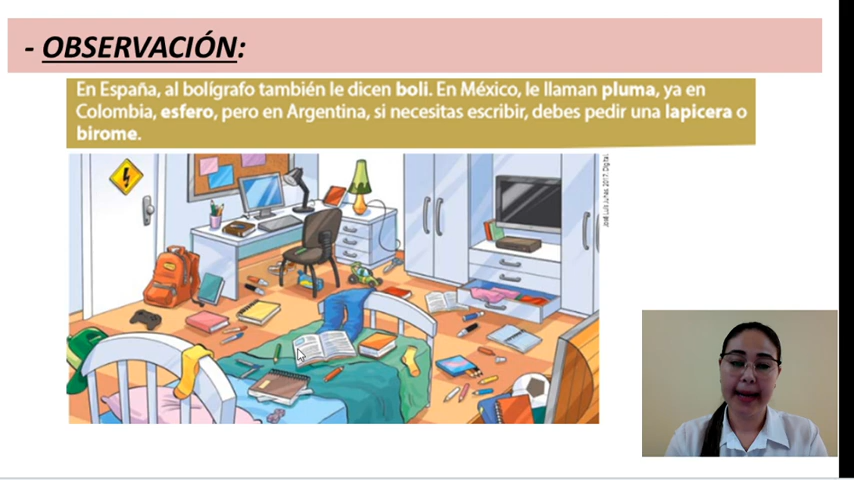 - OBSERVACIÓN:
En España, al bolígrafo también le dicen boli. En México, le llaman pluma, ya en
Colombia, esfero, pero en Argentina, si necesitas escribir, debes pedir una lapicera o
birome.